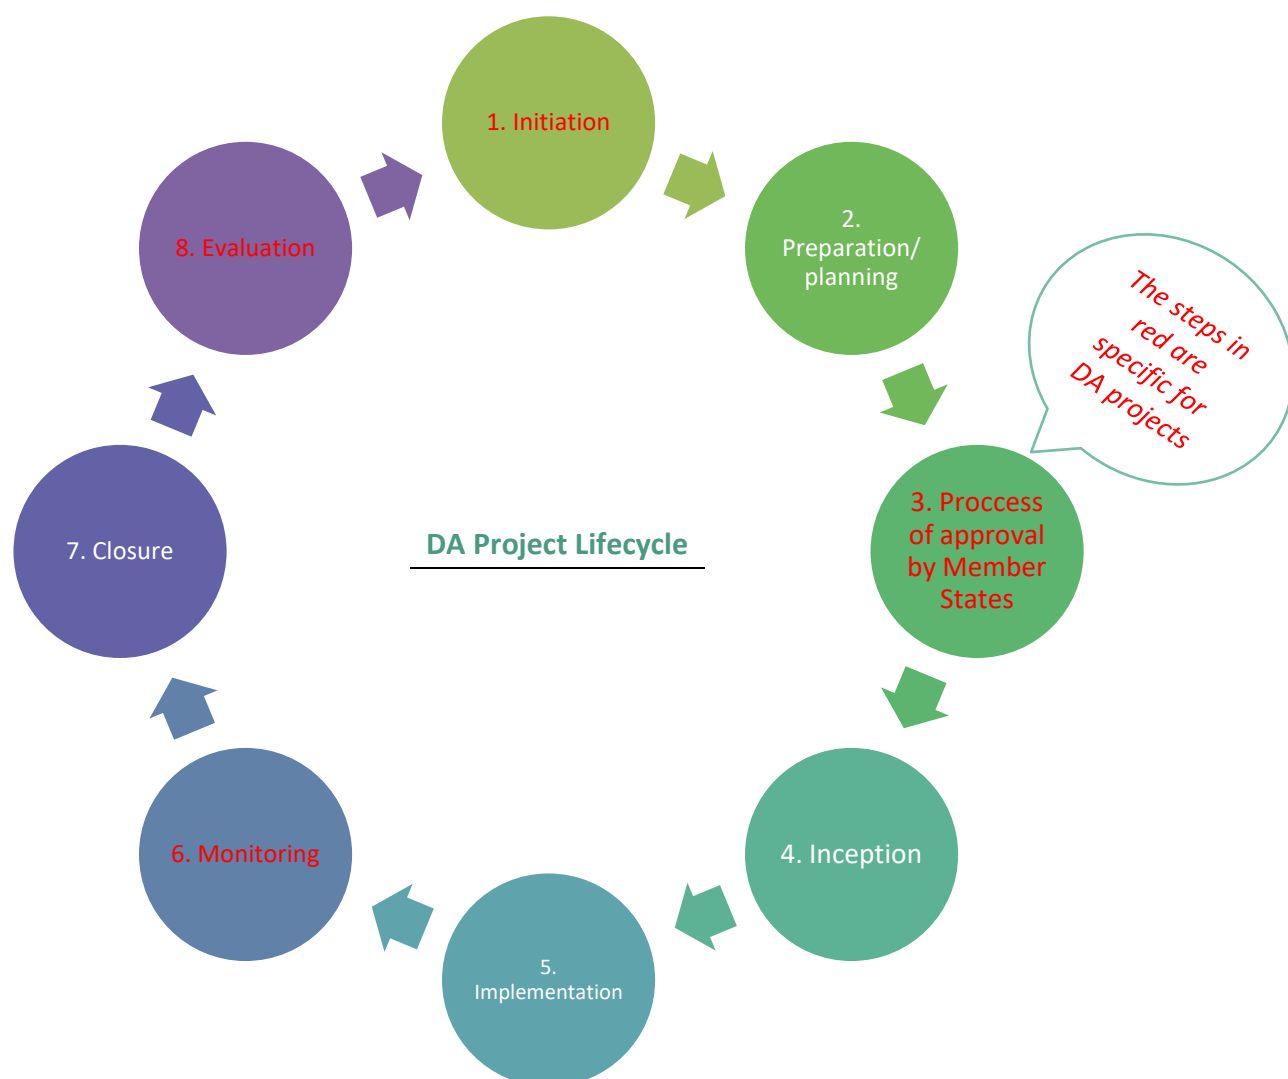 1. Initiation
2.
Preparation/
planning
The steps in
red are
specific for
DA projects
3. Proccess
of approval
by Member
States
4. Inception
5.
Implementation
6. Monitoring
7. Closure
8. Evaluation
DA Project Lifecycle